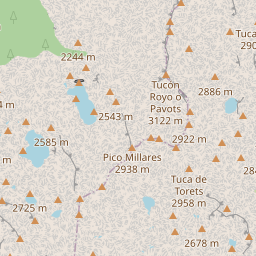 Tuca
290
2244 m
Tucón
Royo o
Pavots
3122 m
2886 m
4 m
2543 m
2585 m
2922 m
Pico Millares
2938 m
284
Tuca de
Torets
2958 m
2725 m
2678 m